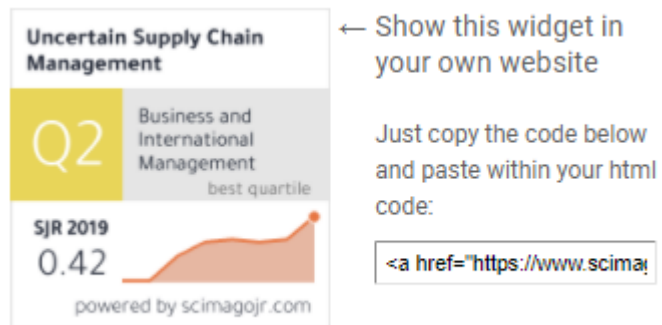 Uncertain Supply Chain
Management
Q2
Business and
International
Management
best quartile
SJR 2019
0.42
powered by scimagojr.com
← Show this widget in
your own website
Just copy the code below
and paste within your html
code:
<a href="https://www.scimag